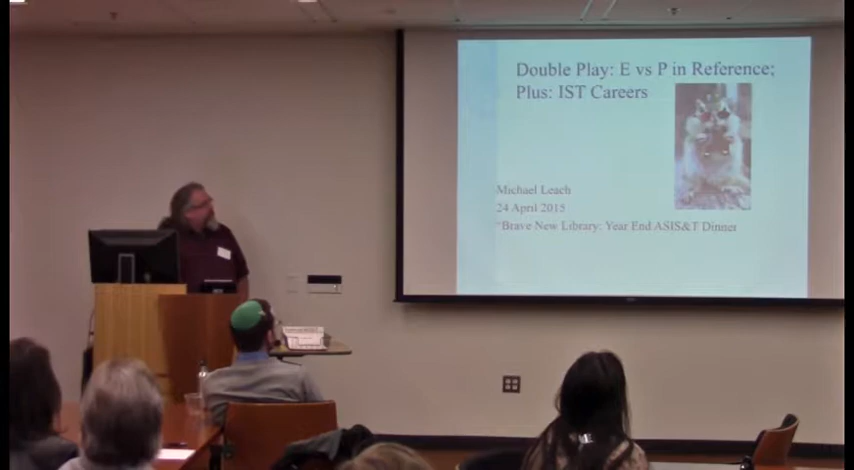 Double Play: E vs P in Reference;
Plus: IST Careers
Michael Leach
24 April 2015
"Brave New Library: Year End ASIS&T Dinner